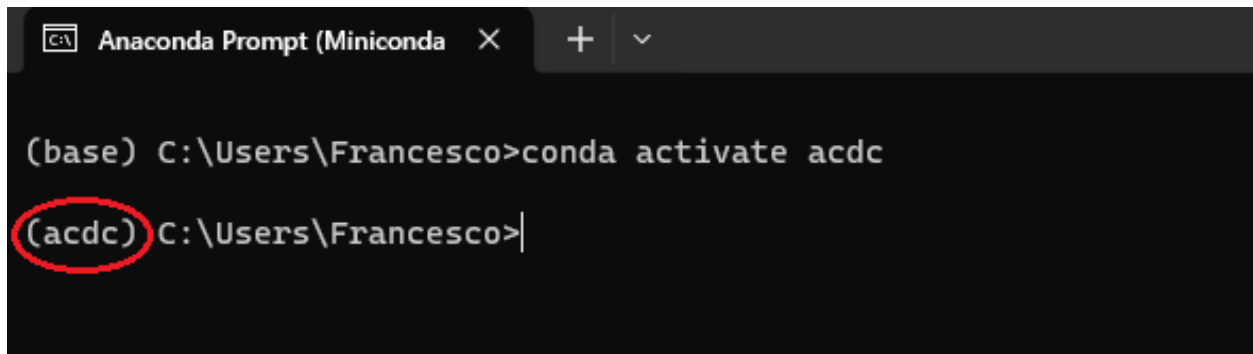 Anaconda Prompt (Miniconda
(base) C:\Users\Francesco>conda activate acdc
(acdc) C:\Users\Francesco>